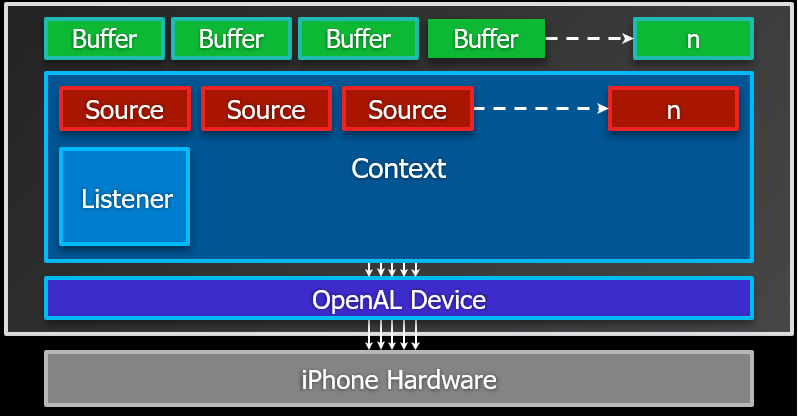 Buffer Buffer Buffer Buffer n
Source Source Source n
Context
Listener
OpenAL Device
iPhone Hardware